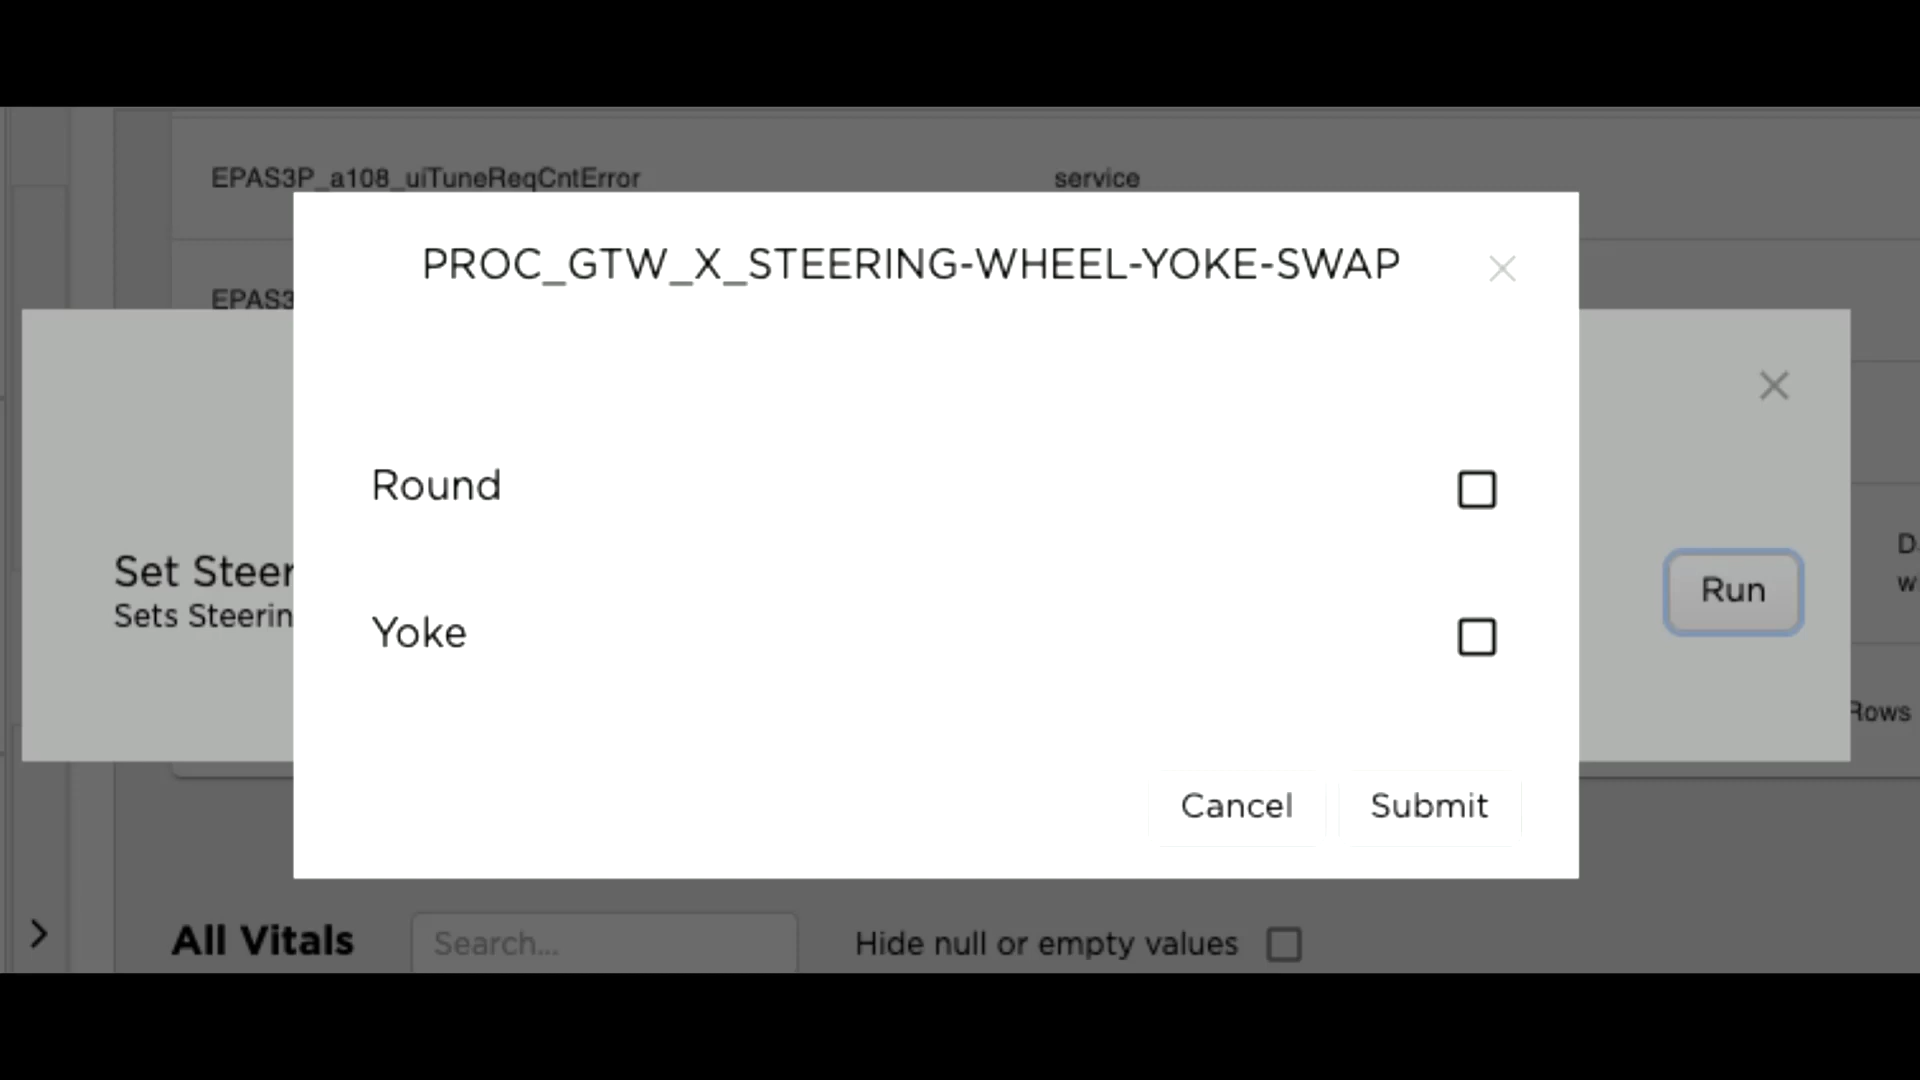 EPAS3P_a108_uiTuneReqCntError service
PROC_GTW_X_STEERING-WHEEL-YOKE-SWAP
EPAS3
Round
Set Steer
Sets Steerin
Run
Yoke
Rows
Cancel Submit
All Vitals Search... Hide null or empty values